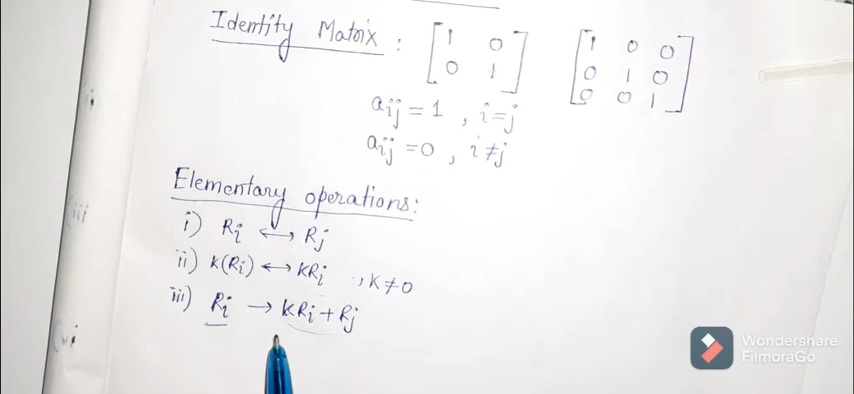 Identity Matrix : [1 0 0 1] [1 0 0 0 1 0 0 0 1]
aij = 1 , i=j
aij = 0 , i≠j
Elementary operations:
i) Ri ↔ Rj
ii) k(Ri) ↔ KRi , K≠0
iii) Ri → KRi + Rj
Wondershare
FilmoraGo